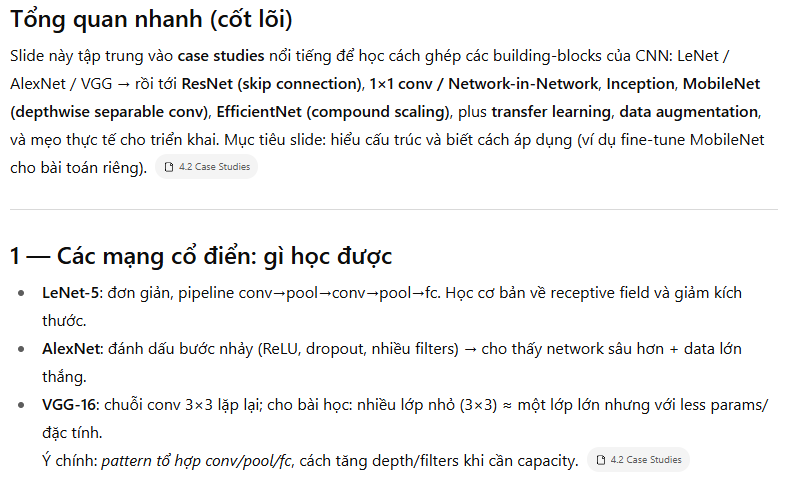 Tổng quan nhanh (cốt lõi)
Slide này tập trung vào case studies nổi tiếng để học cách ghép các building-blocks của CNN: LeNet /
AlexNet / VGG → rồi tới ResNet (skip connection), 1×1 conv / Network-in-Network, Inception, MobileNet
(depthwise separable conv), EfficientNet (compound scaling), plus transfer learning, data augmentation,
và mẹo thực tế cho triển khai. Mục tiêu slide: hiểu cấu trúc và biết cách áp dụng (ví dụ fine-tune MobileNet
cho bài toán riêng). 4.2 Case Studies
1 — Các mạng cổ điển: gì học được
• LeNet-5: đơn giản, pipeline conv→pool→conv→pool→fc. Học cơ bản về receptive field và giảm kích
thước.
• AlexNet: đánh dấu bước nhảy (ReLU, dropout, nhiều filters) → cho thấy network sâu hơn + data lớn
thắng.
• VGG-16: chuỗi conv 3×3 lặp lại; cho bài học: nhiều lớp nhỏ (3×3) ≈ một lớp lớn nhưng với less params/
đặc tính.
Ý chính: pattern tổ hợp conv/pool/fc, cách tăng depth/filters khi cần capacity. 4.2 Case Studies